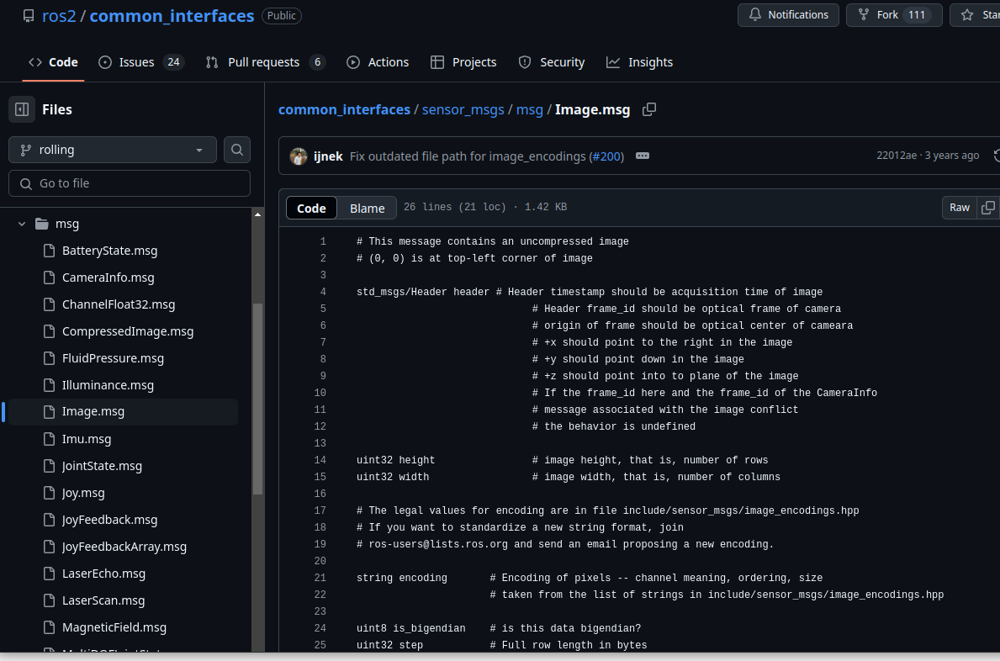 ros2 / common_interfaces Public
Notifications
Fork 111
Code
Issues 24
Pull requests 6
Actions
Projects
Security
Insights
Files
rolling
Go to file
msg
BatteryState.msg
CameraInfo.msg
ChannelFloat32.msg
CompressedImage.msg
FluidPressure.msg
Illuminance.msg
Image.msg
Imu.msg
JointState.msg
Joy.msg
JoyFeedback.msg
JoyFeedbackArray.msg
LaserEcho.msg
LaserScan.msg
MagneticField.msg
common_interfaces / sensor_msgs / msg / Image.msg
ijnek Fix outdated file path for image_encodings (#200)
22012ae · 3 years ago
Code Blame 26 lines (21 loc) · 1.42 KB
Raw
1 # This message contains an uncompressed image
2 # (0, 0) is at top-left corner of image
3
4 std_msgs/Header header # Header timestamp should be acquisition time of image
5 # Header frame_id should be optical frame of camera
6 # origin of frame should be optical center of cameara
7 # +x should point to the right in the image
8 # +y should point down in the image
9 # +z should point into to plane of the image
10 # If the frame_id here and the frame_id of the CameraInfo
11 # message associated with the image conflict
12 # the behavior is undefined
13
14 uint32 height # image height, that is, number of rows
15 uint32 width # image width, that is, number of columns
16
17 # The legal values for encoding are in file include/sensor_msgs/image_encodings.hpp
18 # If you want to standardize a new string format, join
19 # ros-users@lists.ros.org and send an email proposing a new encoding.
20
21 string encoding # Encoding of pixels -- channel meaning, ordering, size
22 # taken from the list of strings in include/sensor_msgs/image_encodings.hpp
23
24 uint8 is_bigendian # is this data bigendian?
25 uint32 step # Full row length in bytes